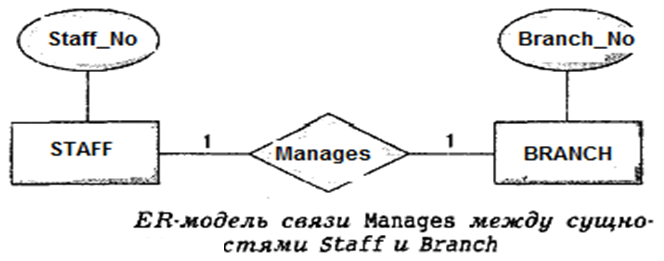 Staff_No
Branch_No
STAFF
1
Manages
1
BRANCH
ER-модель связи Manages между сущно-
стями Staff и Branch